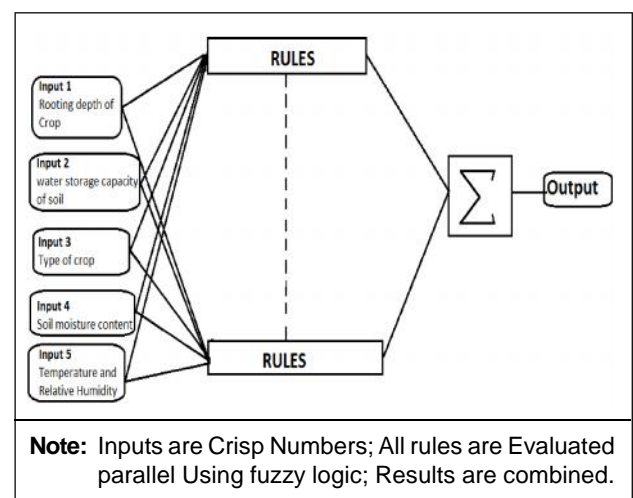 RULES
Input 1
Rooting depth of
Crop
Input 2
water storage capacity
of soil
Input 3
Type of crop
Input 4
Soil moisture content
Input 5
Temperature and
Relative Humidity
RULES
∑
Output
Note: Inputs are Crisp Numbers; All rules are Evaluated
parallel Using fuzzy logic; Results are combined.